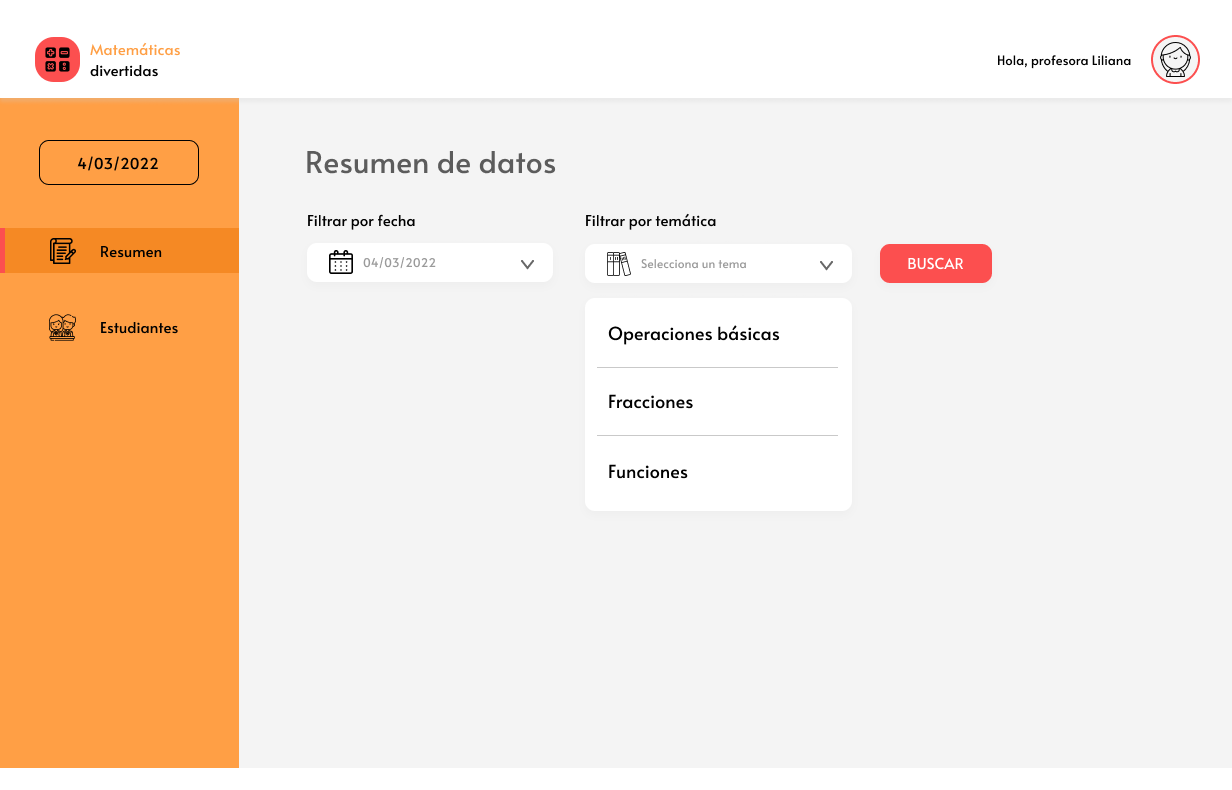 Matemáticas
divertidas
Hola, profesora Liliana
4/03/2022
Resumen
Estudiantes
Resumen de datos
Filtrar por fecha
04/03/2022
Filtrar por temática
Selecciona un tema
BUSCAR
Operaciones básicas
Fracciones
Funciones